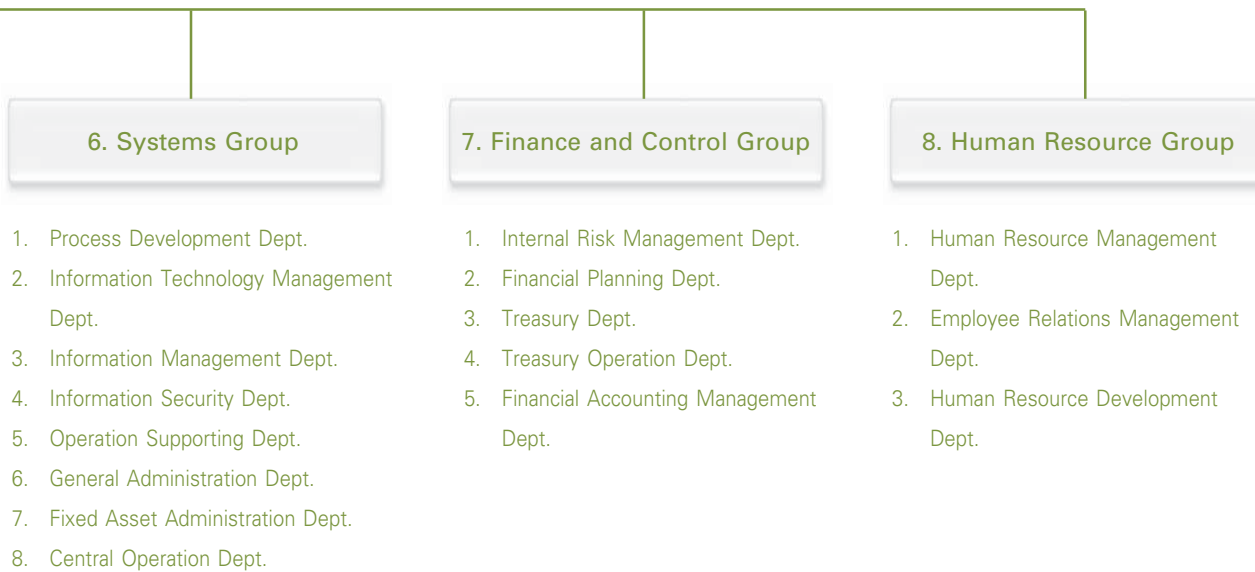 6. Systems Group
1. Process Development Dept.
2. Information Technology Management
Dept.
3. Information Management Dept.
4. Information Security Dept.
5. Operation Supporting Dept.
6. General Administration Dept.
7. Fixed Asset Administration Dept.
8. Central Operation Dept.
7. Finance and Control Group
1. Internal Risk Management Dept.
2. Financial Planning Dept.
3. Treasury Dept.
4. Treasury Operation Dept.
5. Financial Accounting Management
Dept.
8. Human Resource Group
1. Human Resource Management
Dept.
2. Employee Relations Management
Dept.
3. Human Resource Development
Dept.